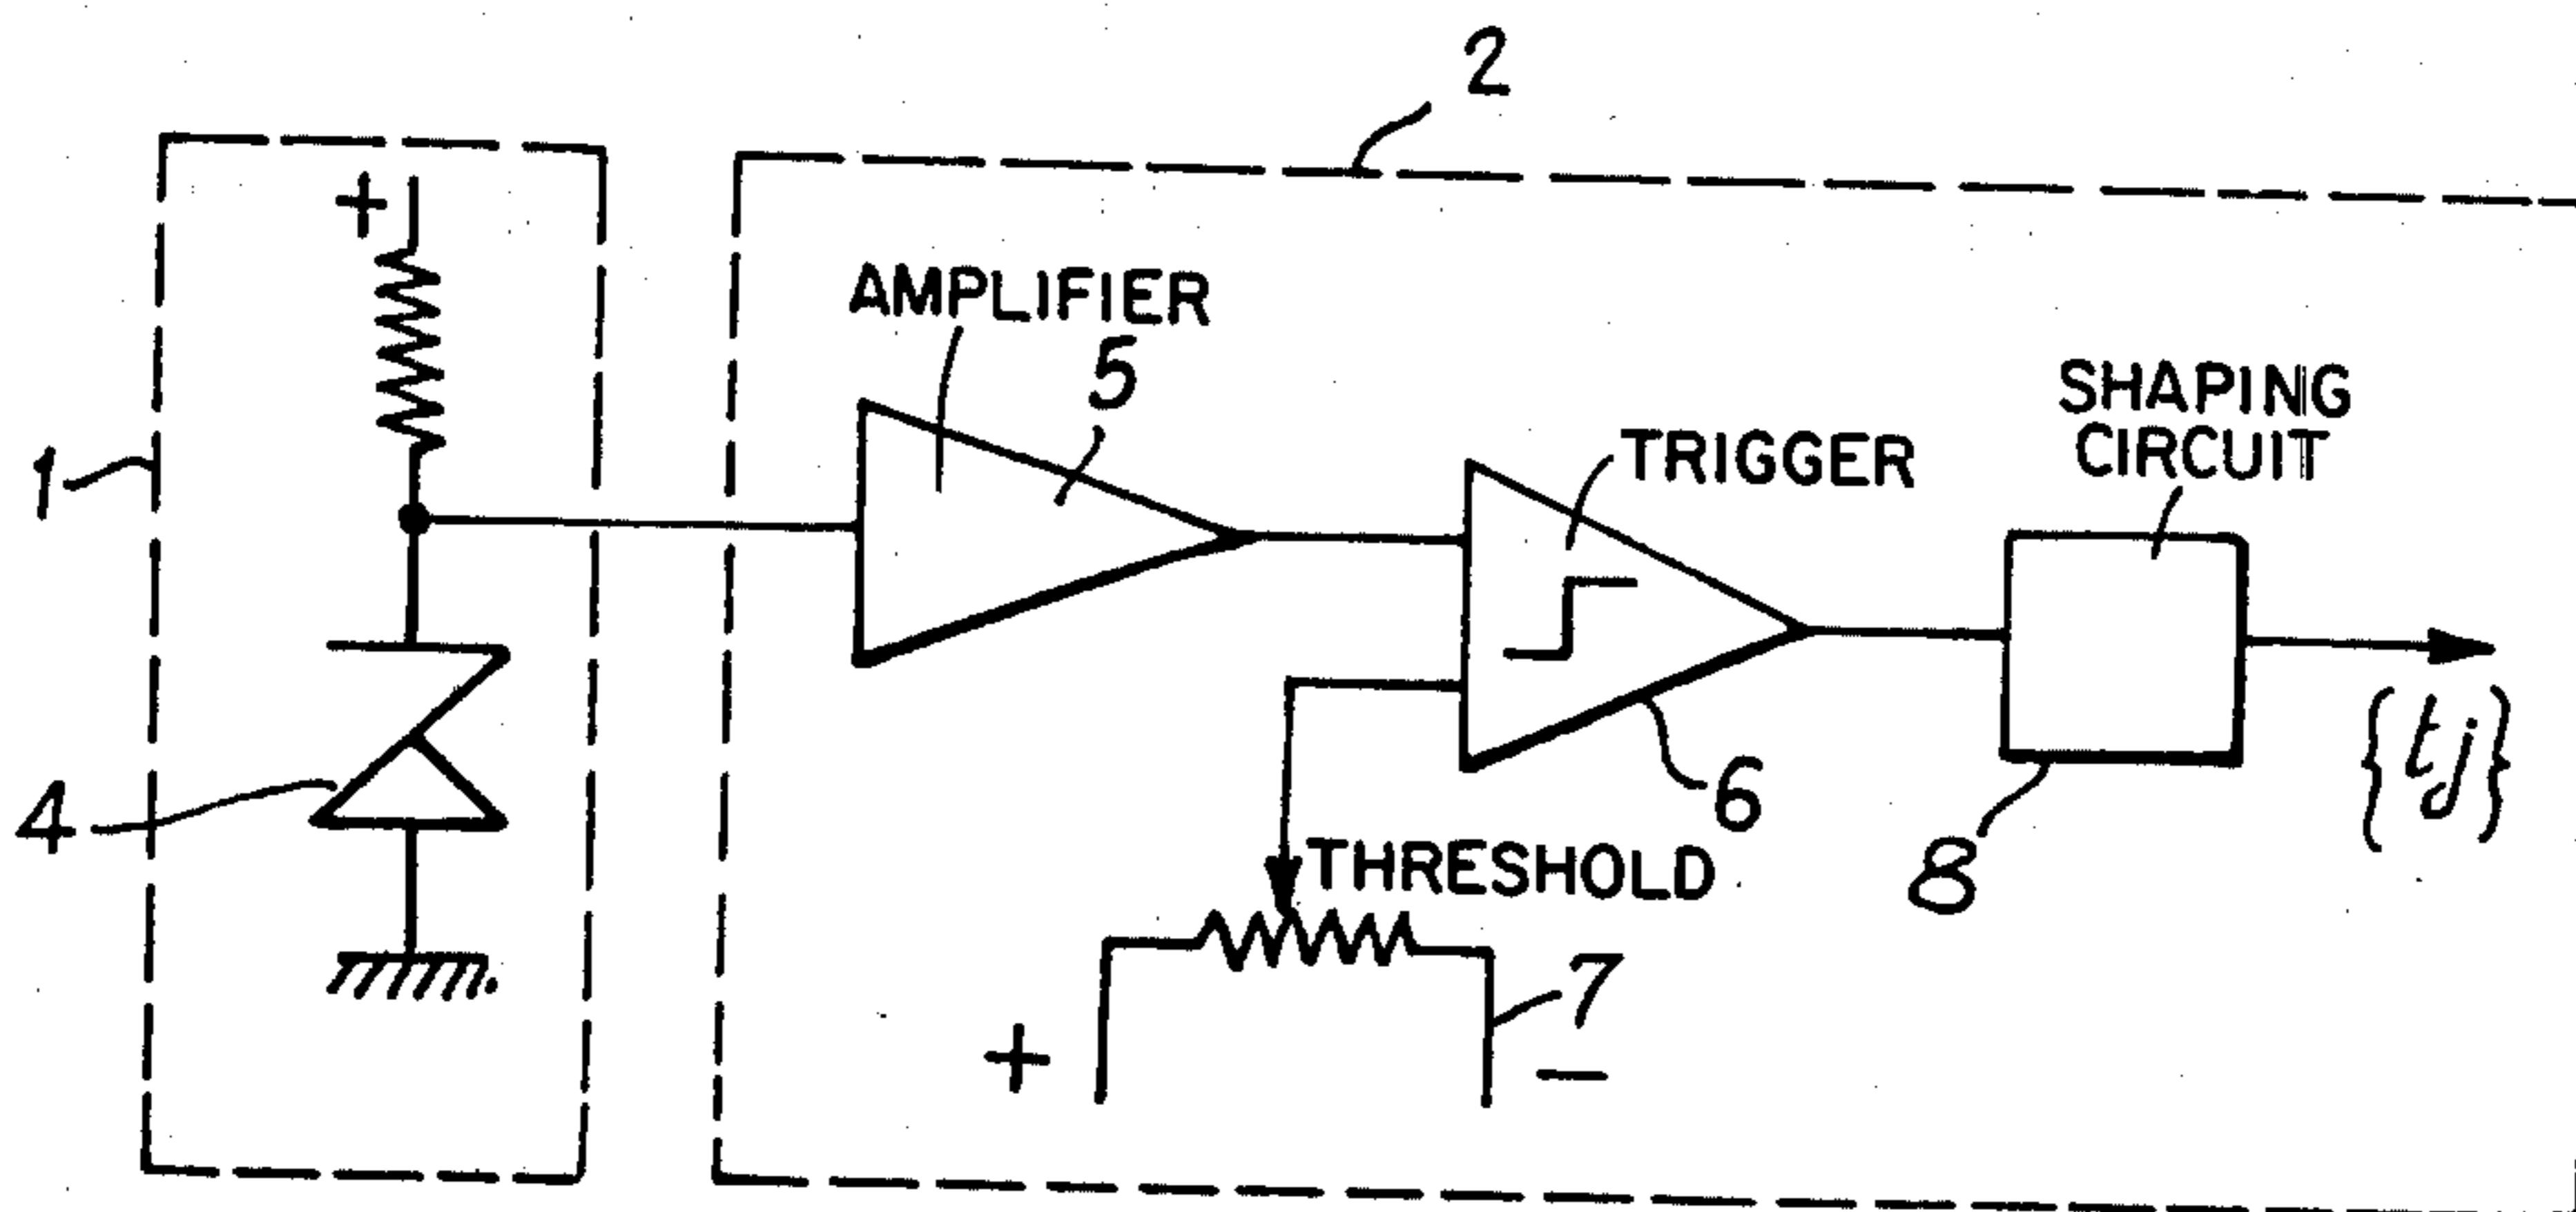 2
+
AMPLIFIER
5
SHAPING
CIRCUIT
TRIGGER
1
4
6
8
{tj}
THRESHOLD
7
+
−